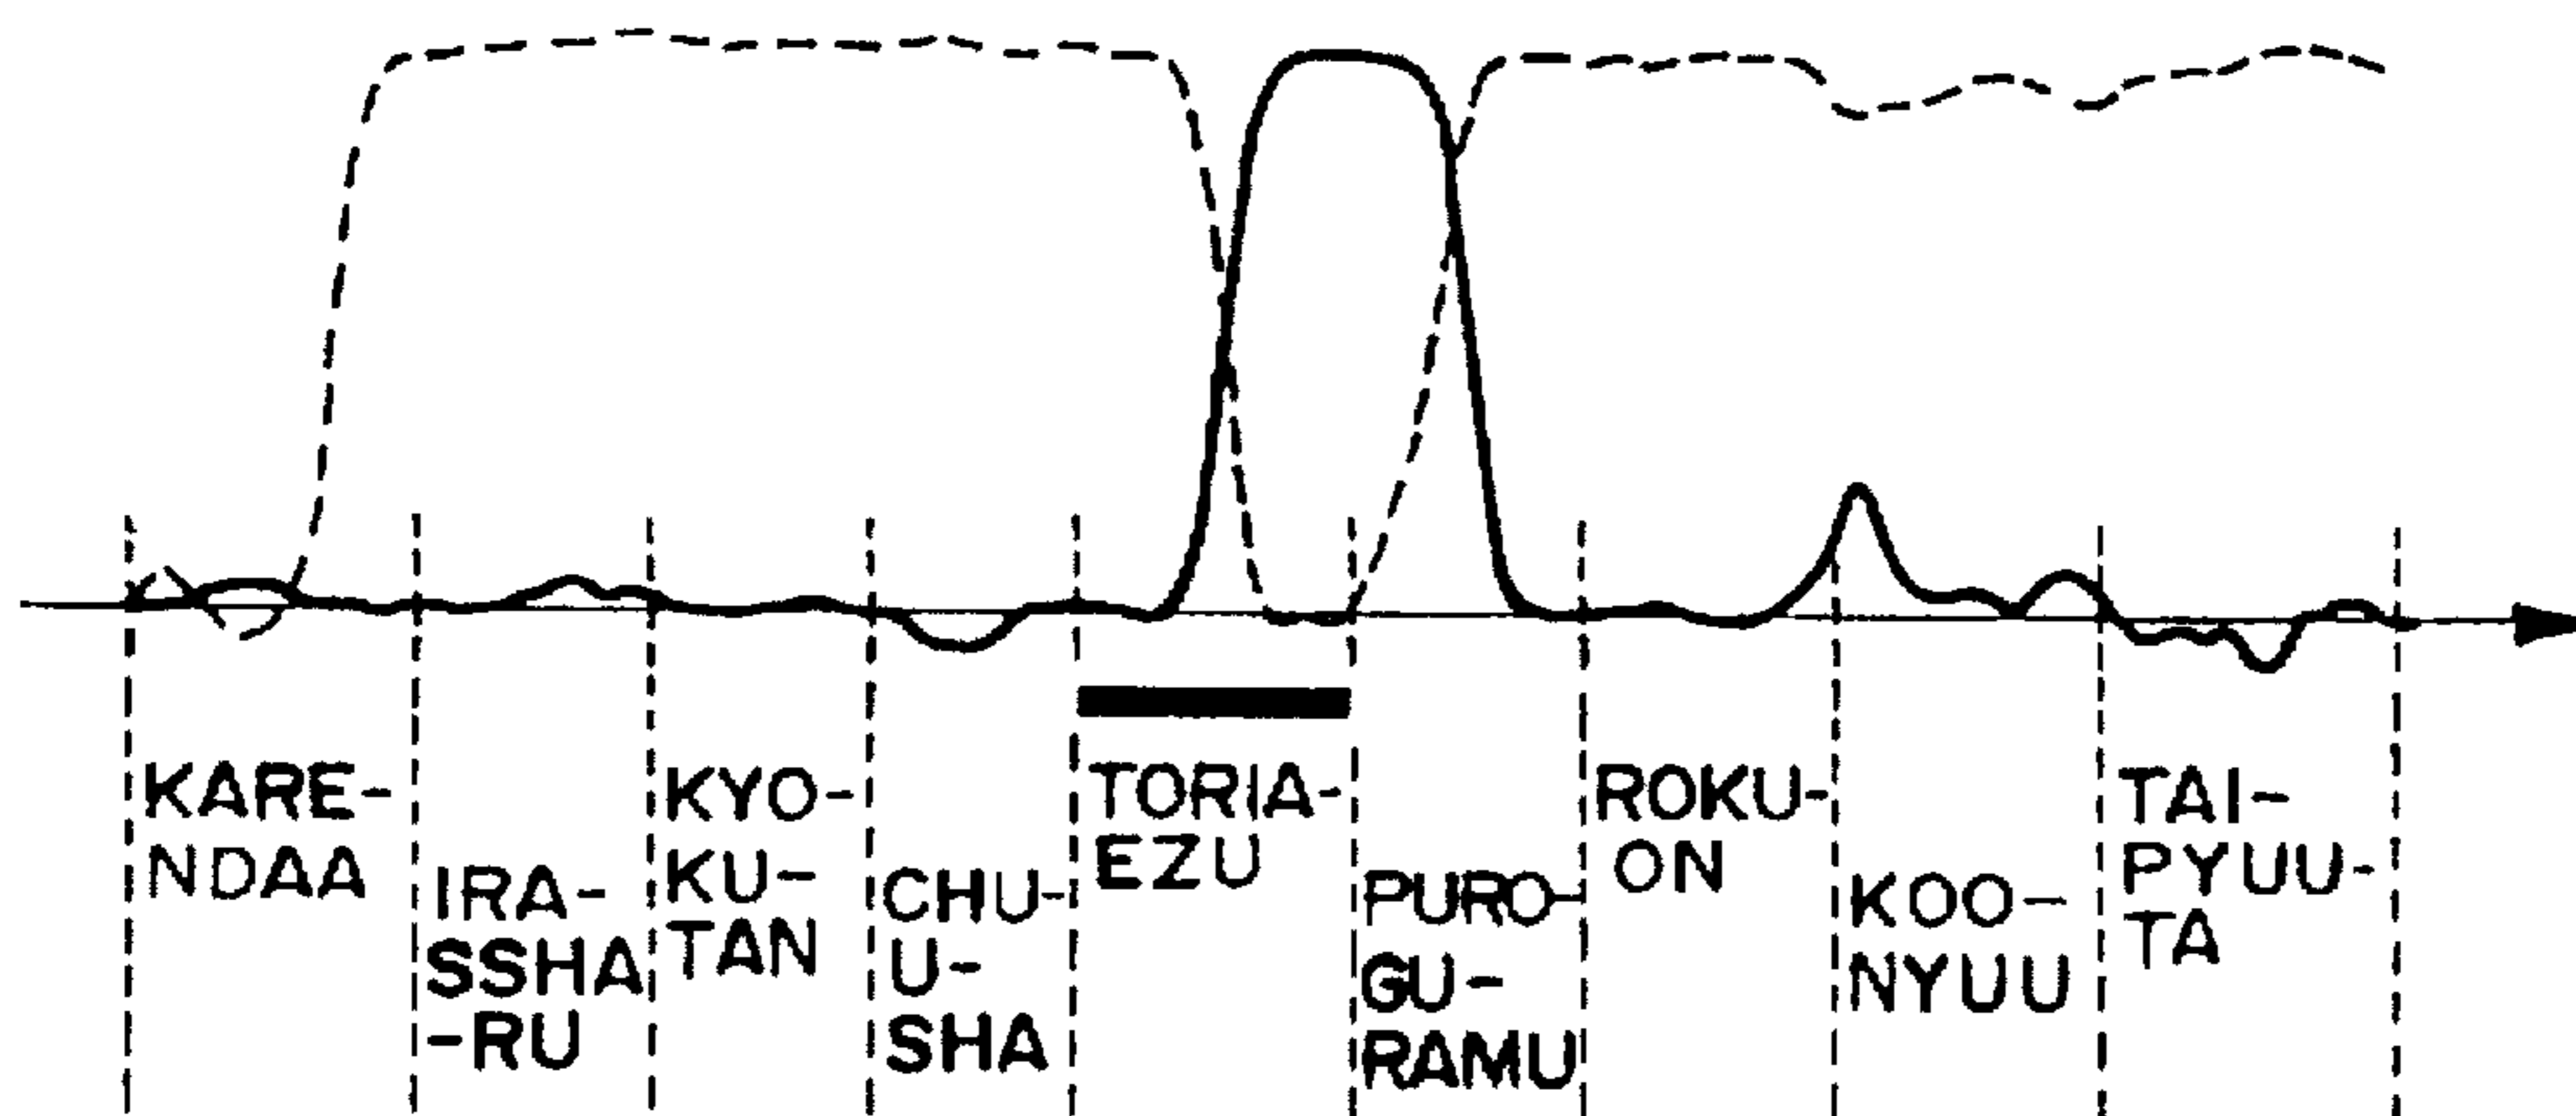 KARE-
NDAA
IRA-
SSHA
-RU
KYO-
KU-
TAN
CHU-
U-
SHA
TORIA-
EZU
PURO-
GU-
RAMU
ROKU-
ON
KOO-
NYUU
TAI-
PYUU-
TA